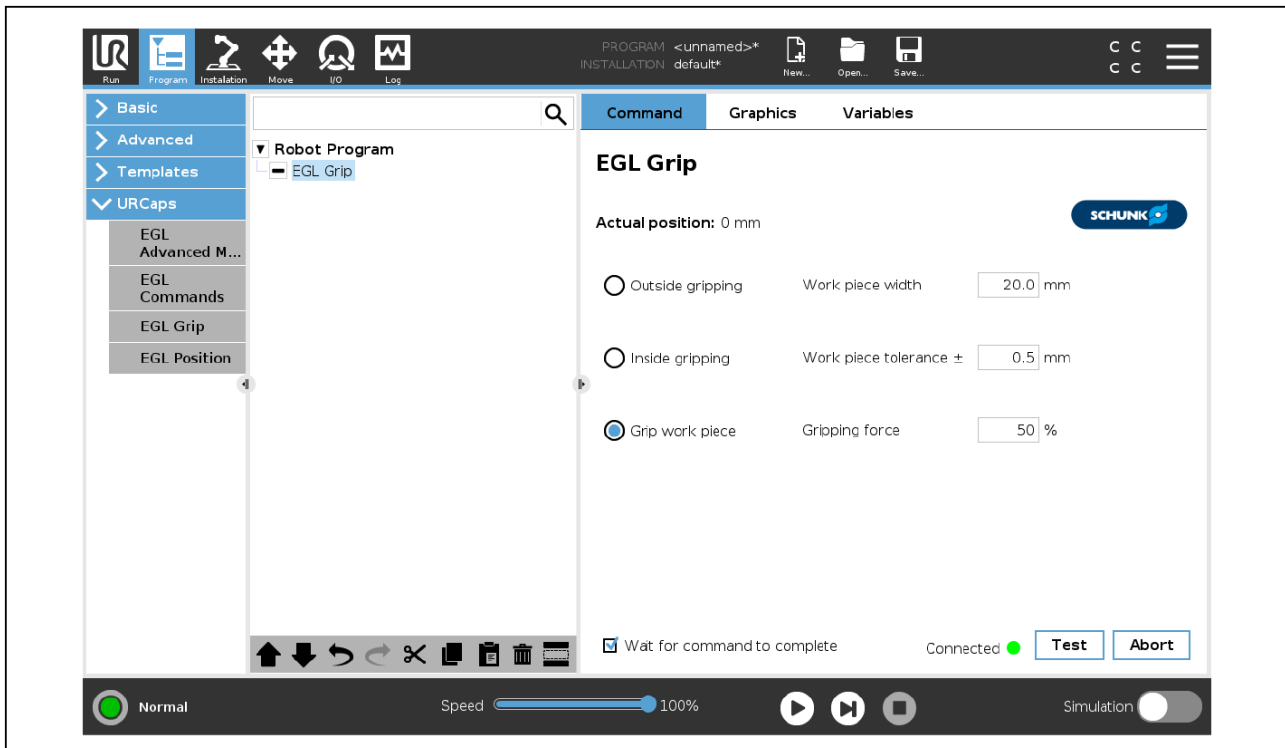 UR
Run
Program
Instalation
Move
I/O
Log
PROGRAM <unnamed>*
INSTALLATION default*
New...
Open...
Save...
C C
C C
Basic
Advanced
Templates
URCaps
EGL
Advanced M...
EGL
Commands
EGL Grip
EGL Position
Robot Program
EGL Grip
Command
Graphics
Variables
EGL Grip
SCHUNK
Actual position: 0 mm
Outside gripping Work piece width 20.0 mm
Inside gripping Work piece tolerance ± 0.5 mm
Grip work piece Gripping force 50 %
Wait for command to complete
Connected
Test
Abort
Normal
Speed 100%
Simulation